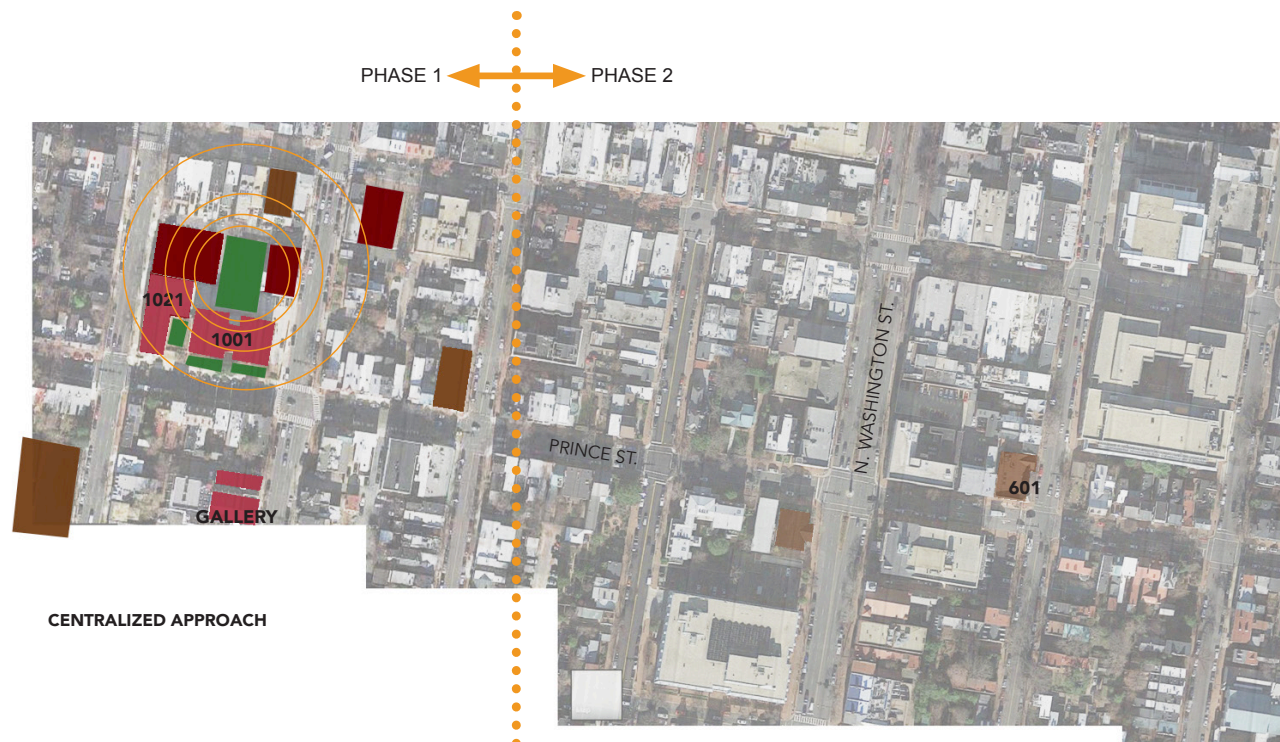 PHASE 1
PHASE 2
1021
1001
N. WASHINGTON ST.
PRINCE ST.
601
GALLERY
CENTRALIZED APPROACH